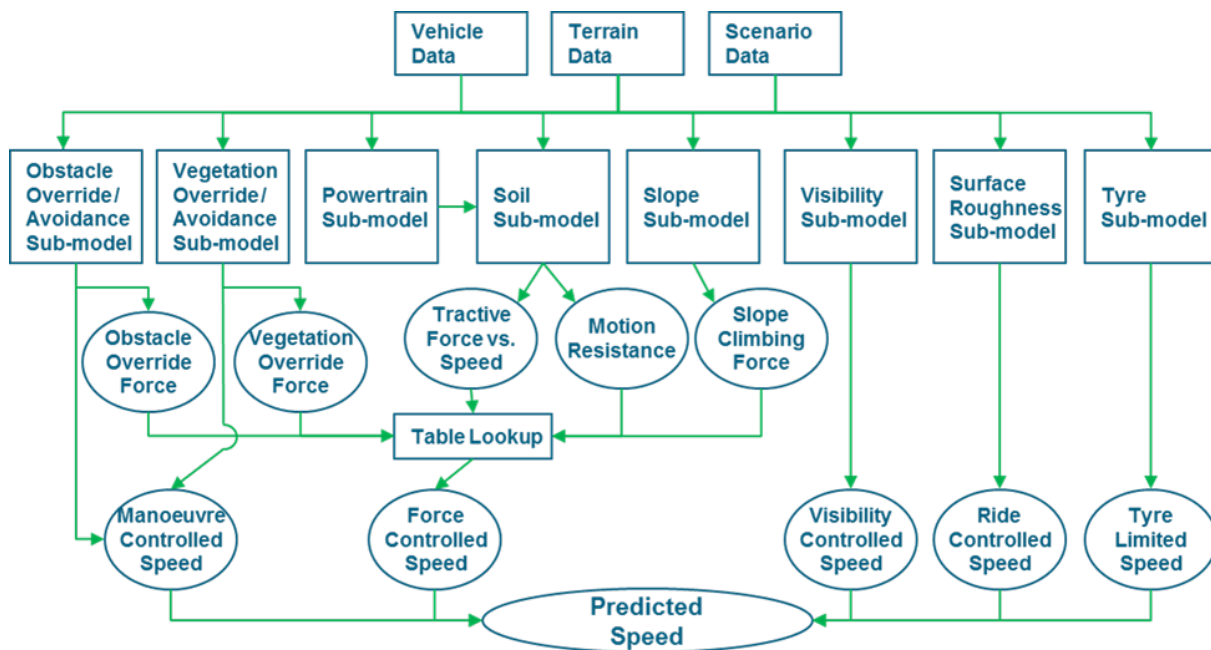 Vehicle
Data
Terrain
Data
Scenario
Data
Obstacle
Override/
Avoidance
Sub-model
Vegetation
Override/
Avoidance
Sub-model
Powertrain
Sub-model
Soil
Sub-model
Slope
Sub-model
Visibility
Sub-model
Surface
Roughness
Sub-model
Tyre
Sub-model
Obstacle
Override
Force
Vegetation
Override
Force
Tractive
Force vs.
Speed
Motion
Resistance
Slope
Climbing
Force
Table Lookup
Manoeuvre
Controlled
Speed
Force
Controlled
Speed
Visibility
Controlled
Speed
Ride
Controlled
Speed
Tyre
Limited
Speed
Predicted
Speed